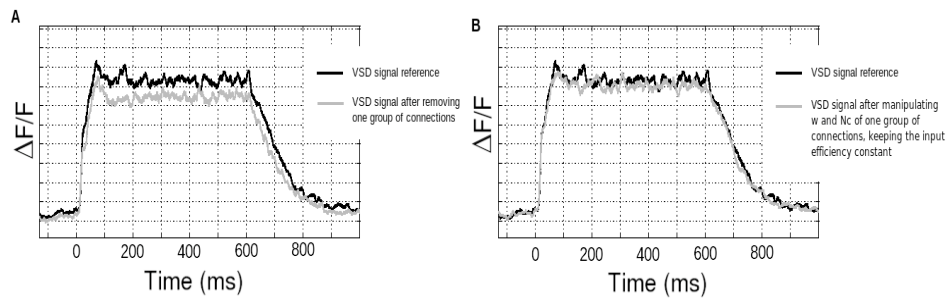 A
ΔF/F
VSD signal reference
VSD signal after removing
one group of connections
0 200 400 600 800
Time (ms)
B
ΔF/F
VSD signal reference
VSD signal after manipulating
w and Nc of one group of
connections, keeping the input
efficiency constant
0 200 400 600 800
Time (ms)